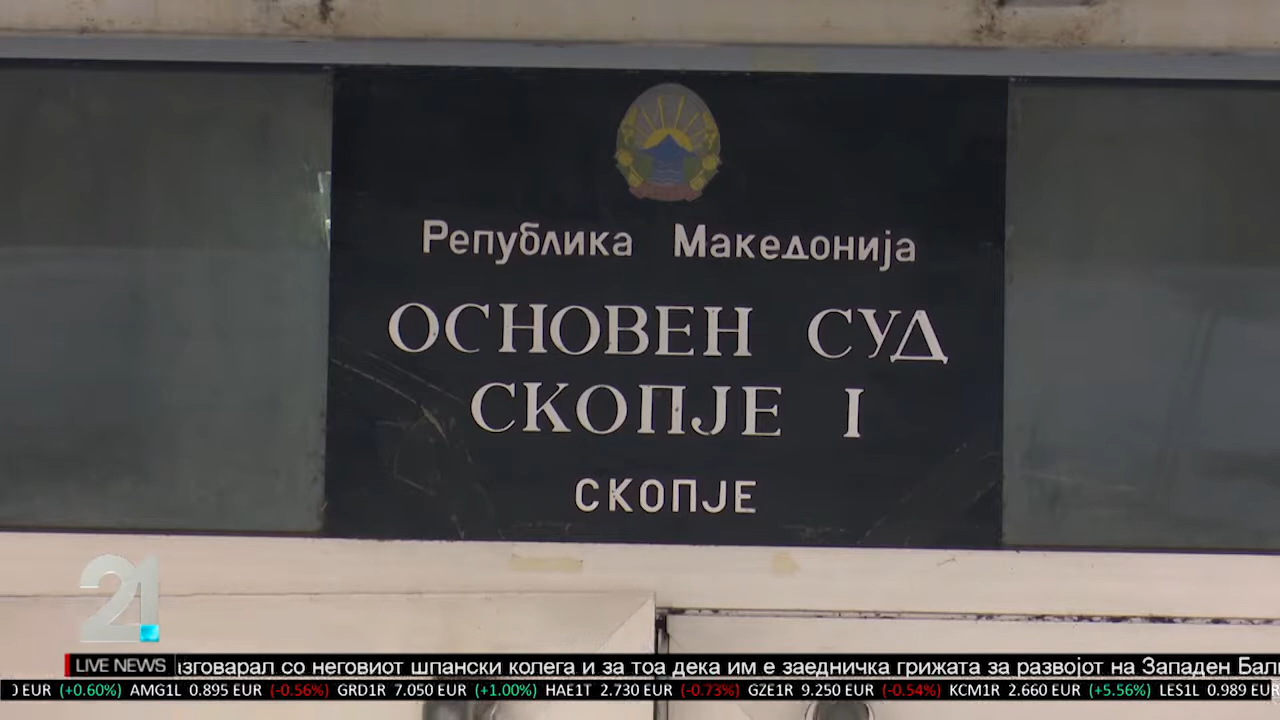 Република Македонија
ОСНОВЕН СУД
СКОПЈЕ I
СКОПЈЕ
21
LIVE NEWS
со неговиот шпански колега и за тоа дека им е заедничка грижата за развојот на Западен
EUR (+0.60%) AMG1L 0.895 EUR (-0.56%) GRD1R 7.050 EUR (+1.00%) HAE1T 2.730 EUR (-0.73%) GZE1R 9.250 EUR (-0.54%) KCM1R 2.660 EUR (+5.56%) LES1L 0.989 EUR